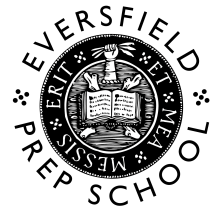 EVERSFIELD
PREP SCHOOL
ERIT ET MEA MESSIS